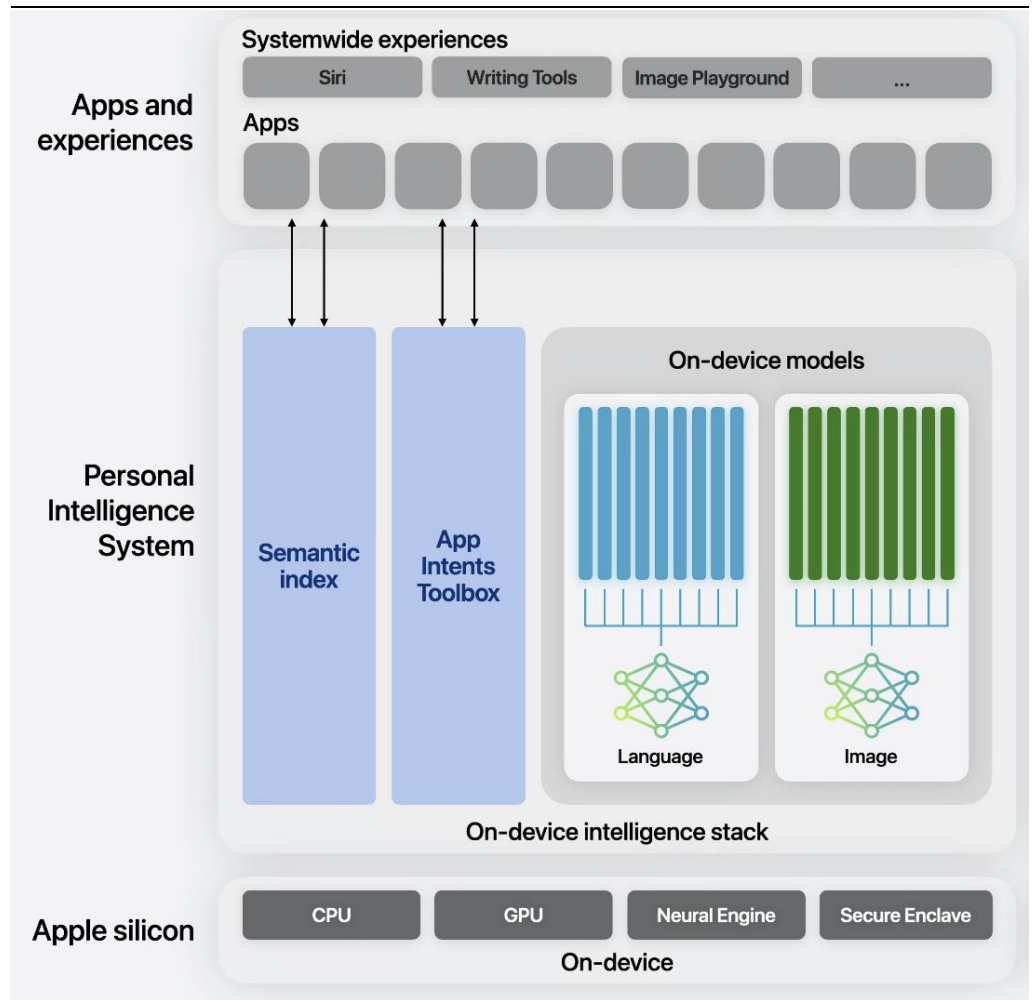 Systemwide experiences
Siri
Writing Tools
Image Playground
...
Apps and
experiences
Apps
Personal
Intelligence
System
Semantic
index
App
Intents
Toolbox
On-device models
Language
Image
On-device intelligence stack
Apple silicon
CPU
GPU
Neural Engine
Secure Enclave
On-device